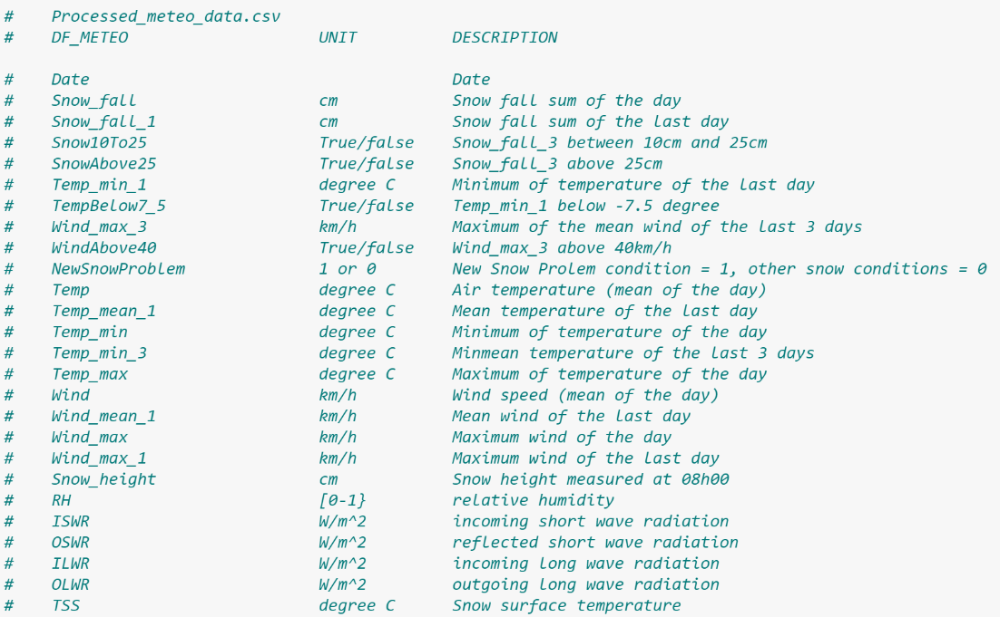 # Processed_meteo_data.csv
# DF_METEO UNIT DESCRIPTION
# Date Date
# Snow_fall cm Snow fall sum of the day
# Snow_fall_1 cm Snow fall sum of the last day
# Snow10To25 True/false Snow_fall_3 between 10cm and 25cm
# SnowAbove25 True/false Snow_fall_3 above 25cm
# Temp_min_1 degree C Minimum of temperature of the last day
# TempBelow7_5 True/false Temp_min_1 below -7.5 degree
# Wind_max_3 km/h Maximum of the mean wind of the last 3 days
# WindAbove40 True/false Wind_max_3 above 40km/h
# NewSnowProblem 1 or 0 New Snow Prolem condition = 1, other snow conditions = 0
# Temp degree C Air temperature (mean of the day)
# Temp_mean_1 degree C Mean temperature of the last day
# Temp_min degree C Minimum of temperature of the day
# Temp_min_3 degree C Minmean temperature of the last 3 days
# Temp_max degree C Maximum of temperature of the day
# Wind km/h Wind speed (mean of the day)
# Wind_mean_1 km/h Mean wind of the last day
# Wind_max km/h Maximum wind of the day
# Wind_max_1 km/h Maximum wind of the last day
# Snow_height cm Snow height measured at 08h00
# RH [0-1} relative humidity
# ISWR W/m^2 incoming short wave radiation
# OSWR W/m^2 reflected short wave radiation
# ILWR W/m^2 incoming long wave radiation
# OLWR W/m^2 outgoing long wave radiation
# TSS degree C Snow surface temperature